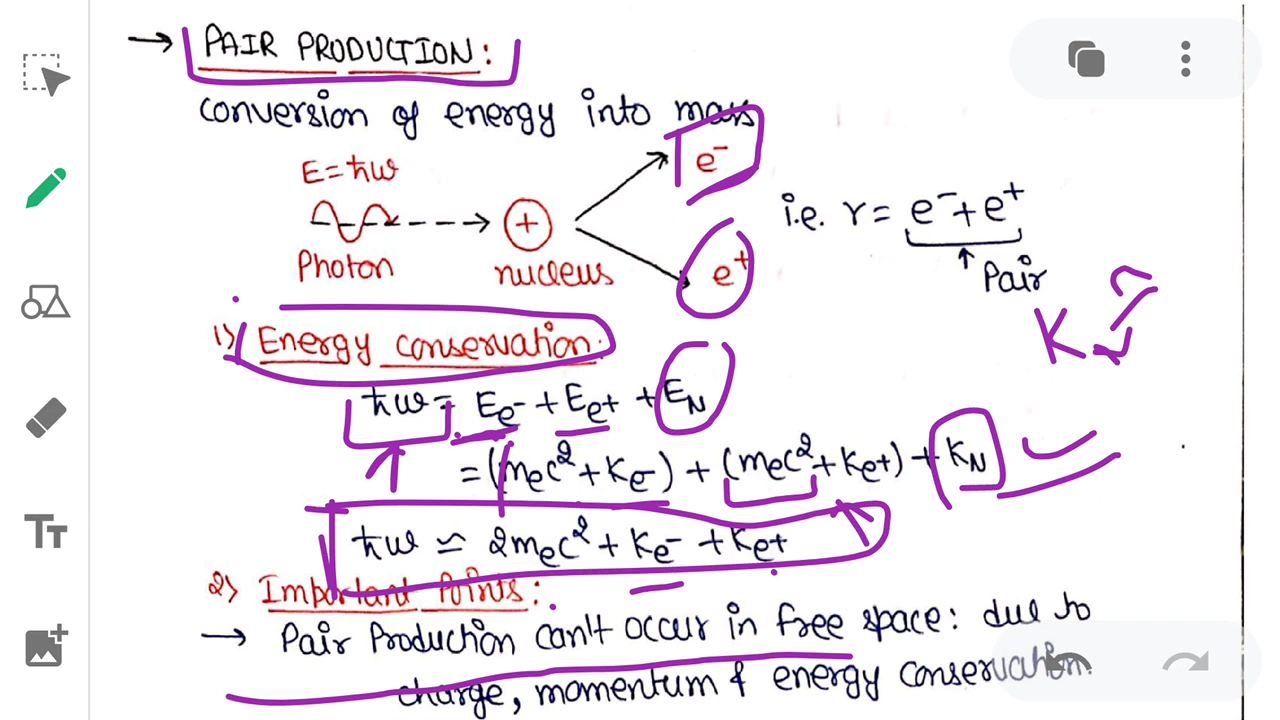 → PAIR PRODUCTION:
conversion of energy into mass
E = ħω
e⁻
i.e. γ = e⁻ + e⁺
Photon
nucleus
+
e⁺
Pair
K
1) Energy conservation:
ħω = Ee⁻ + Ee⁺ + EN
= (mec² + Ke⁻) + (mec² + Ke⁺) + KN
ħω ≃ 2mec² + Ke⁻ + Ke⁺
2) Important Points:
→ Pair Production can't occur in free space: due to
charge, momentum & energy conservation.
TT